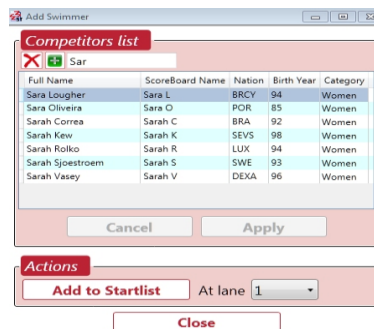 Add Swimmer
Competitors list
Sar
Full Name ScoreBoard Name Nation Birth Year Category
Sara Lougher Sara L BRCY 94 Women
Sara Oliveira Sara O POR 85 Women
Sarah Correa Sarah C BRA 92 Women
Sarah Kew Sarah K SEVS 98 Women
Sarah Rolko Sarah R LUX 94 Women
Sarah Sjoestroem Sarah S SWE 93 Women
Sarah Vasey Sarah V DEXA 96 Women
Cancel Apply
Actions
Add to Startlist At lane 1
Close